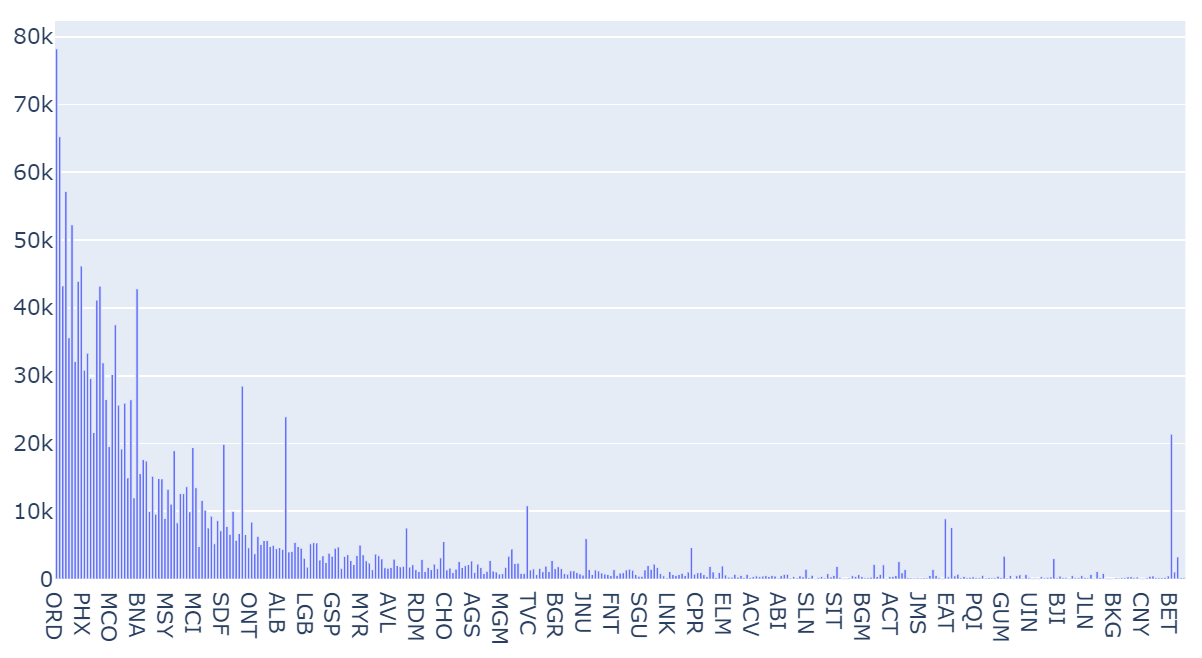 80k
70k
60k
50k
40k
30k
20k
10k
0
ORD
PHX
MCO
BNA
MSY
MCI
SDF
ONT
ALB
LGB
GSP
MYR
AVL
RDM
CHO
AGS
MGM
TVC
BGR
JNU
FNT
SGU
LNK
CPR
ELM
ACV
ABI
SLN
SIT
BGM
ACT
JMS
EAT
PQI
GUM
UIN
BJI
JLN
BKG
CNY
BET